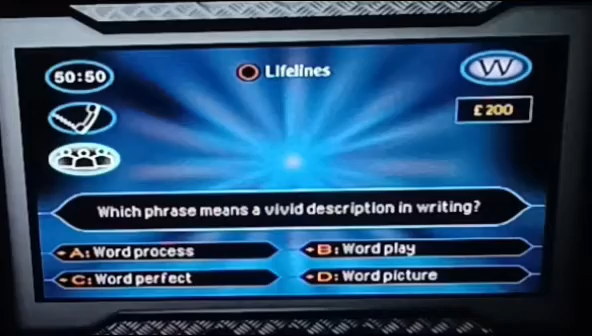 50:50
Lifelines
W
£200
Which phrase means a vivid description in writing?
A: Word process
B: Word play
C: Word perfect
D: Word picture